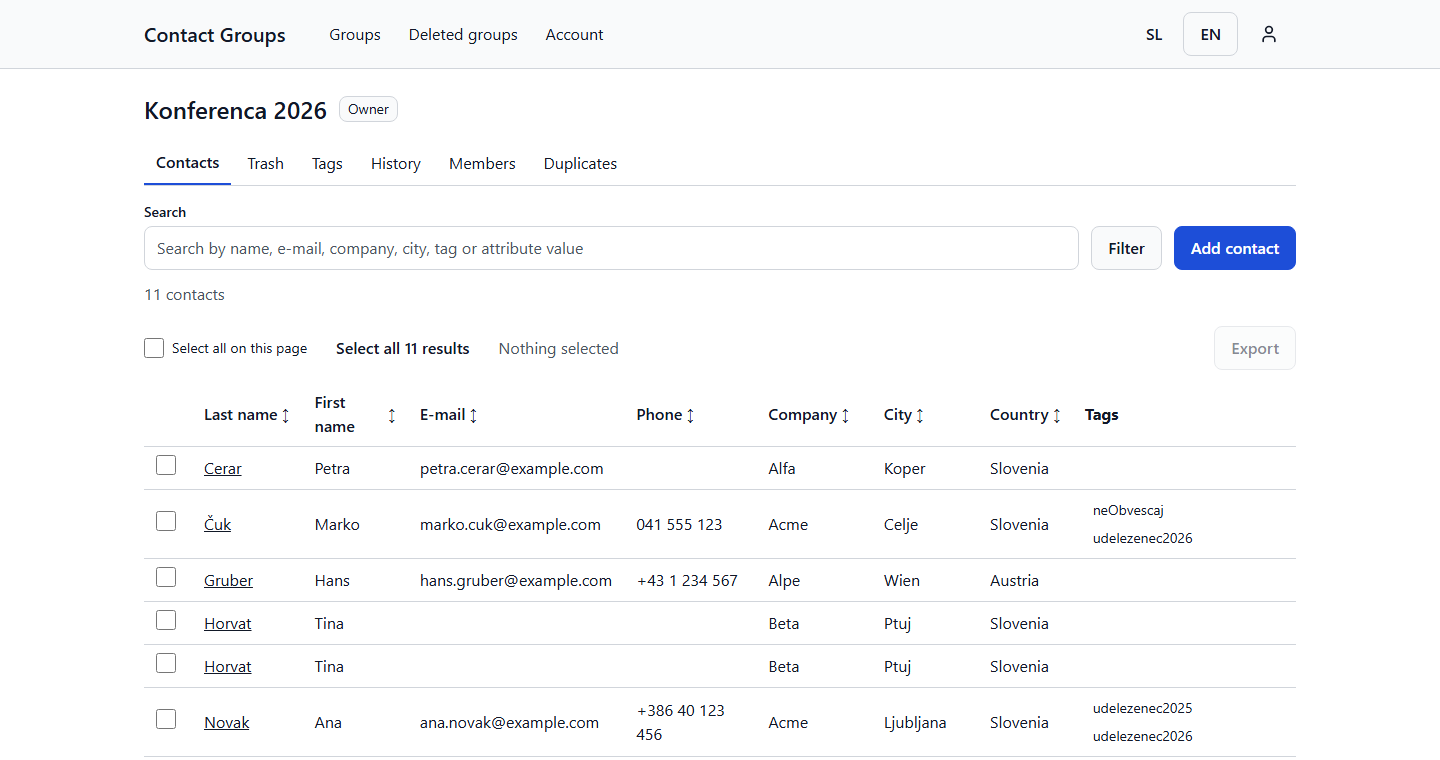 Contact Groups Groups Deleted groups Account SL EN
Konferenca 2026 Owner
Contacts Trash Tags History Members Duplicates
Search
Search by name, e-mail, company, city, tag or attribute value Filter Add contact
11 contacts
Select all on this page Select all 11 results Nothing selected Export
Last name ↕ First name ↕ E-mail ↕ Phone ↕ Company ↕ City ↕ Country ↕ Tags
Cerar Petra petra.cerar@example.com Alfa Koper Slovenia
Čuk Marko marko.cuk@example.com 041 555 123 Acme Celje Slovenia neObvescaj
udelezenec2026
Gruber Hans hans.gruber@example.com +43 1 234 567 Alpe Wien Austria
Horvat Tina Beta Ptuj Slovenia
Horvat Tina Beta Ptuj Slovenia
Novak Ana ana.novak@example.com +386 40 123 456 Acme Ljubljana Slovenia udelezenec2025
udelezenec2026